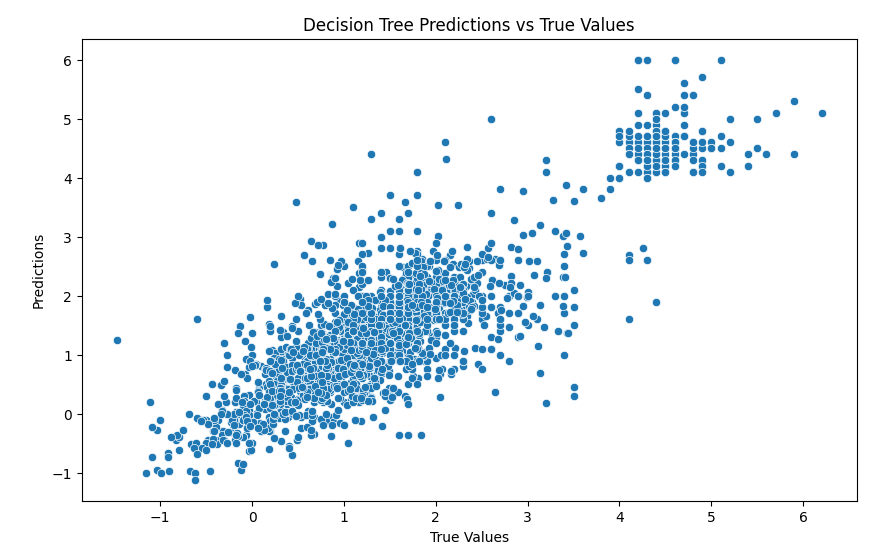 Decision Tree Predictions vs True Values
6
5
4
3
2
1
0
−1
Predictions
−1 0 1 2 3 4 5 6
True Values